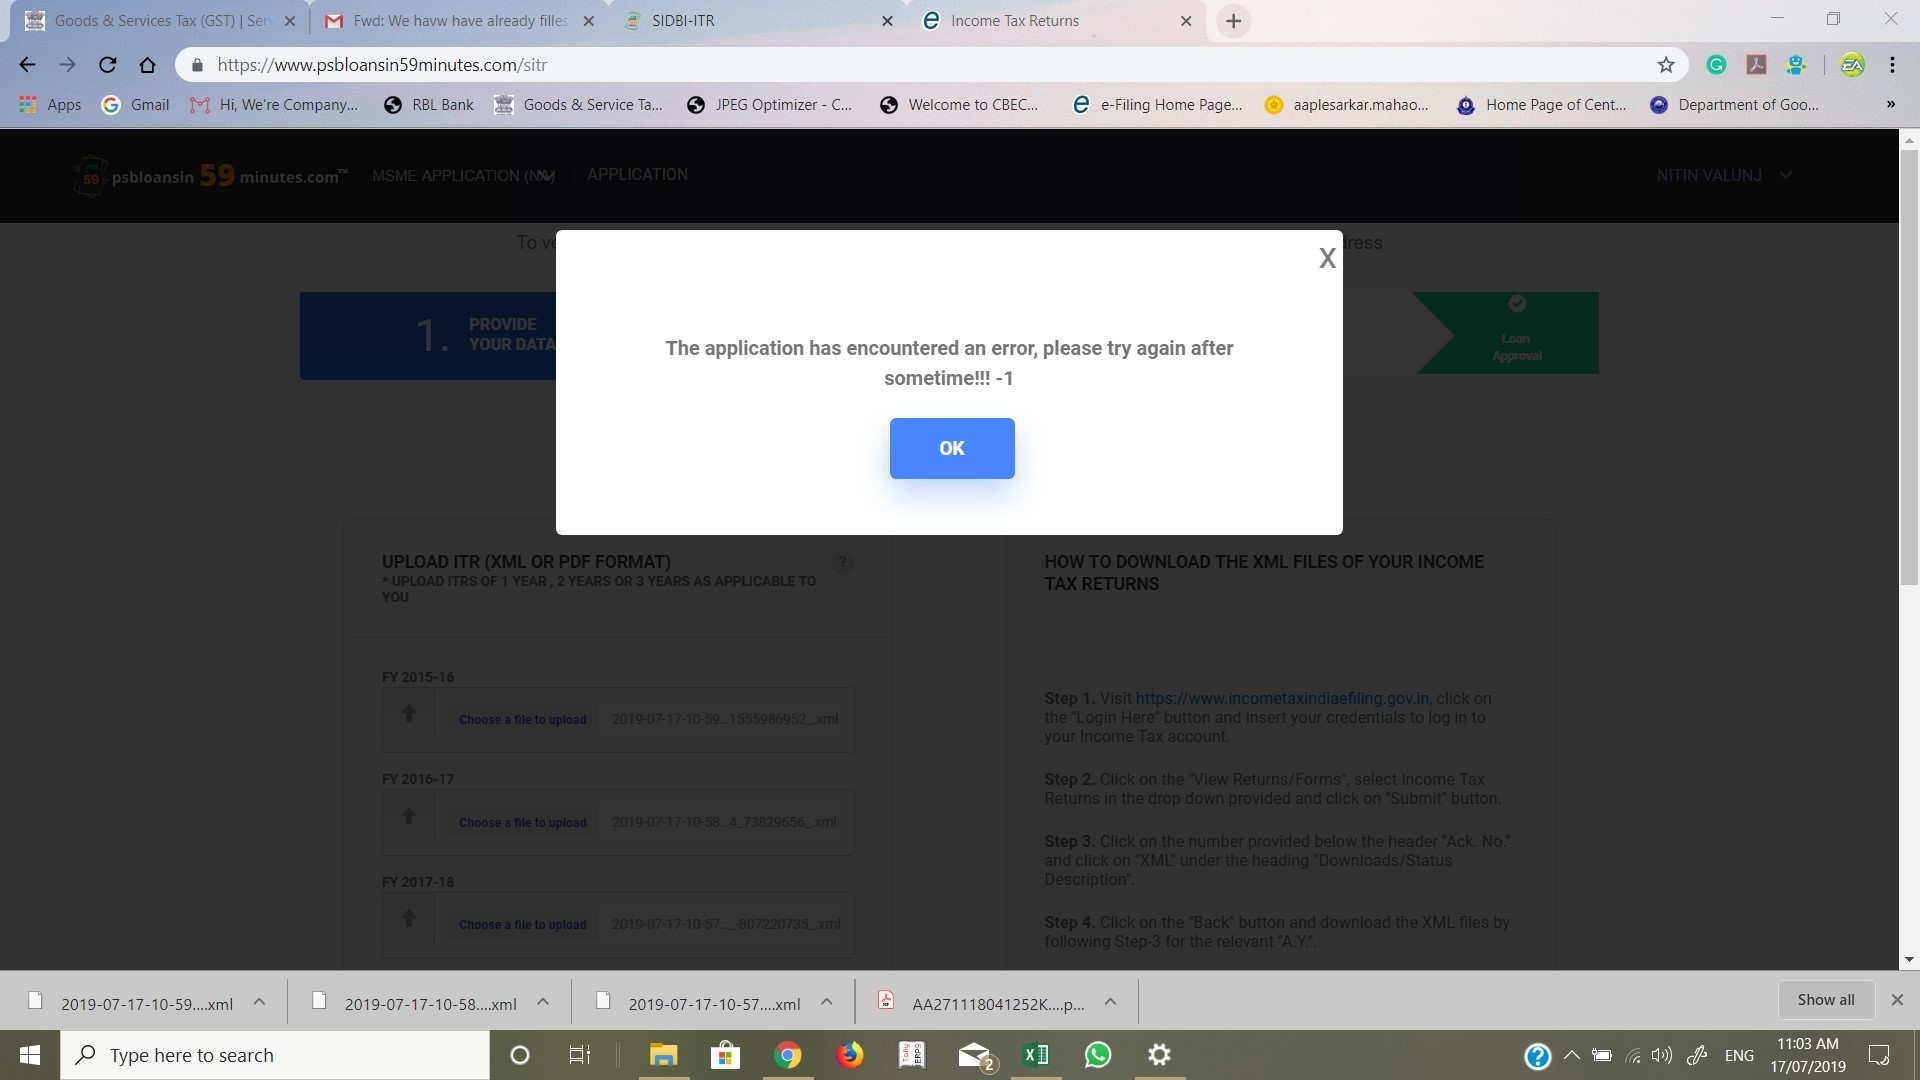 Goods & Services Tax (GST) | Ser
Fwd: We havw have already filles
SIDBI-ITR
Income Tax Returns
https://www.psbloansin59minutes.com/sitr
Apps
Gmail
Hi, We're Company...
RBL Bank
Goods & Service Ta...
JPEG Optimizer - C...
Welcome to CBEC...
e-Filing Home Page...
aaplesarkar.mahao...
Home Page of Cent...
Department of Goo...
»
59 psbloansin 59 minutes.com™
MSME APPLICATION
APPLICATION
NITIN VALUNJ
To ve
dress
X
The application has encountered an error, please try again after
sometime!!! -1
OK
1. PROVIDE
YOUR DATA
Loan
Approval
UPLOAD ITR (XML OR PDF FORMAT)
?
* UPLOAD ITRS OF 1 YEAR , 2 YEARS OR 3 YEARS AS APPLICABLE TO
YOU
FY 2015-16
Choose a file to upload 2019-07-17-10-59...1555986952_.xml
FY 2016-17
Choose a file to upload 2019-07-17-10-58...4_73829656_.xml
FY 2017-18
Choose a file to upload 2019-07-17-10-57..._-807220735_.xml
HOW TO DOWNLOAD THE XML FILES OF YOUR INCOME
TAX RETURNS
Step 1. Visit https://www.incometaxindiaefiling.gov.in, click on
the "Login Here" button and insert your credentials to log in to
your Income Tax account.
Step 2. Click on the "View Returns/Forms", select Income Tax
Returns in the drop down provided and click on "Submit" button.
Step 3. Click on the number provided below the header "Ack. No."
and click on "XML" under the heading "Downloads/Status
Description".
Step 4. Click on the "Back" button and download the XML files by
following Step-3 for the relevant "A.Y.".
2019-07-17-10-59....xml
2019-07-17-10-58....xml
2019-07-17-10-57....xml
AA271118041252K....p...
Show all
Type here to search
2
ENG
11:03 AM
17/07/2019